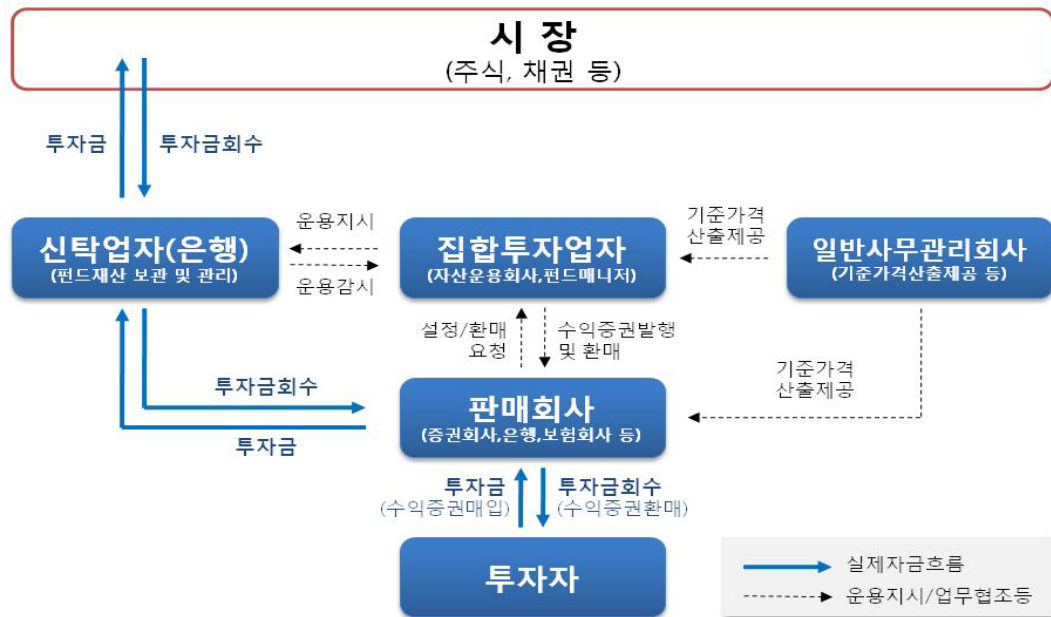 시 장
(주식, 채권 등)
투자금
투자금회수
신탁업자(은행)
(펀드재산 보관 및 관리)
운용지시
운용감시
집합투자업자
(자산운용회사,펀드매니저)
기준가격
산출제공
일반사무관리회사
(기준가격산출제공 등)
설정/환매
요청
수익증권발행
및 환매
기준가격
산출제공
투자금회수
투자금
판매회사
(증권회사,은행,보험회사 등)
투자금
(수익증권매입)
투자금회수
(수익증권환매)
투자자
실제자금흐름
운용지시/업무협조등